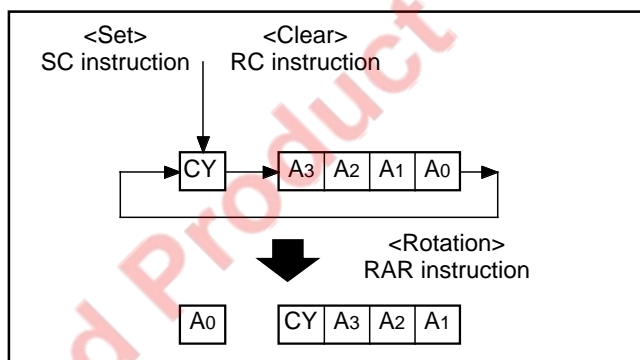 <Set> <Clear>
SC instruction RC instruction
CY A3 A2 A1 A0
<Rotation>
RAR instruction
A0 CY A3 A2 A1
d Product